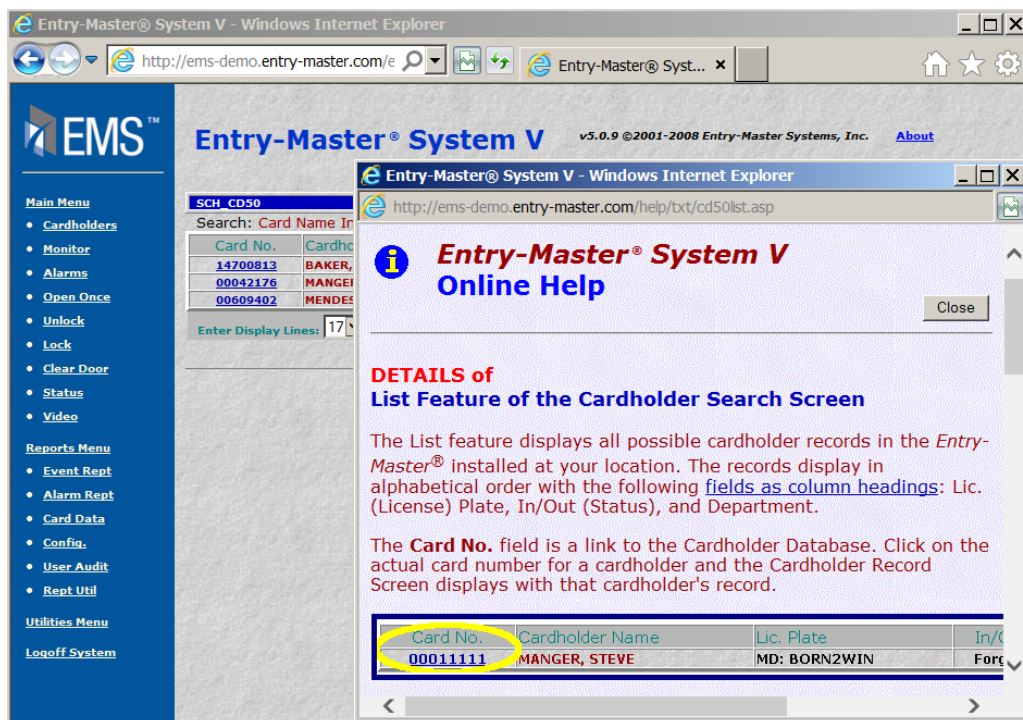 Entry-Master® System V - Windows Internet Explorer
http://ems-demo.entry-master.com/e
Entry-Master® Syst...
EMS™
Entry-Master® System V
v5.0.9 ©2001-2008 Entry-Master Systems, Inc.
About
Main Menu
Cardholders
Monitor
Alarms
Open Once
Unlock
Lock
Clear Door
Status
Video
Reports Menu
Event Rept
Alarm Rept
Card Data
Config.
User Audit
Rept Util
Utilities Menu
Logoff System
SCH_CD50
Search: Card Name In
Card No.
14700813 BAKER,
00042176
00609402 MENDES
Enter Display Lines: 17
Entry-Master® System V - Windows Internet Explorer
http://ems-demo.entry-master.com/help/txt/cd50list.asp
Entry-Master® System V
Online Help
Close
DETAILS of
List Feature of the Cardholder Search Screen
The List feature displays all possible cardholder records in the Entry-
Master® installed at your location. The records display in
alphabetical order with the following fields as column headings: Lic.
(License) Plate, In/Out (Status), and Department.
The Card No. field is a link to the Cardholder Database. Click on the
actual card number for a cardholder and the Cardholder Record
Screen displays with that cardholder's record.
Card No. Cardholder Name Lic. Plate In/
00011111 MANGER, STEVE MD: BORN2WIN